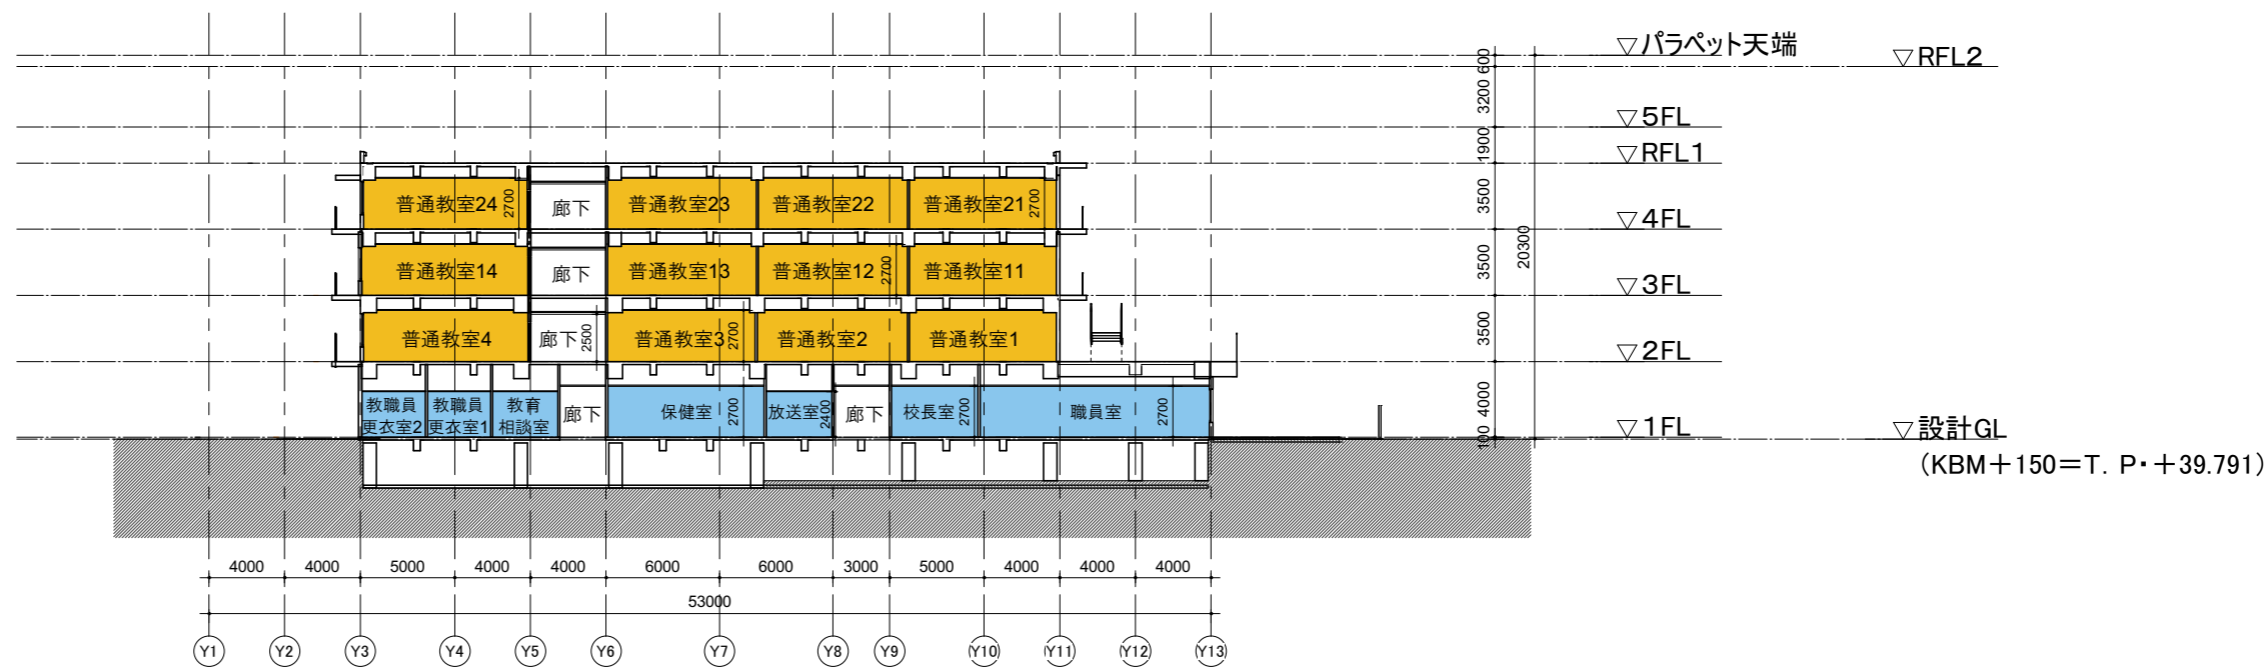 ▽パラペット天端
▽RFL2
600
3200
▽5FL
1900
▽RFL1
普通教室24
2700
廊下
普通教室23
2700
普通教室22
普通教室21
2700
3500
▽4FL
普通教室14
廊下
普通教室13
普通教室12
2700
普通教室11
3500
20300
▽3FL
普通教室4
廊下
2500
普通教室3
2700
普通教室2
普通教室1
3500
▽2FL
教職員
更衣室2
教職員
更衣室1
教育
相談室
廊下
保健室
2700
放送室
2400
廊下
校長室
2700
職員室
2700
4000
▽1FL
100
▽設計GL
（KBM＋150＝T. P・＋39.791）
4000 4000 5000 4000 4000 6000 6000 3000 5000 4000 4000 4000
53000
Y1 Y2 Y3 Y4 Y5 Y6 Y7 Y8 Y9 Y10 Y11 Y12 Y13